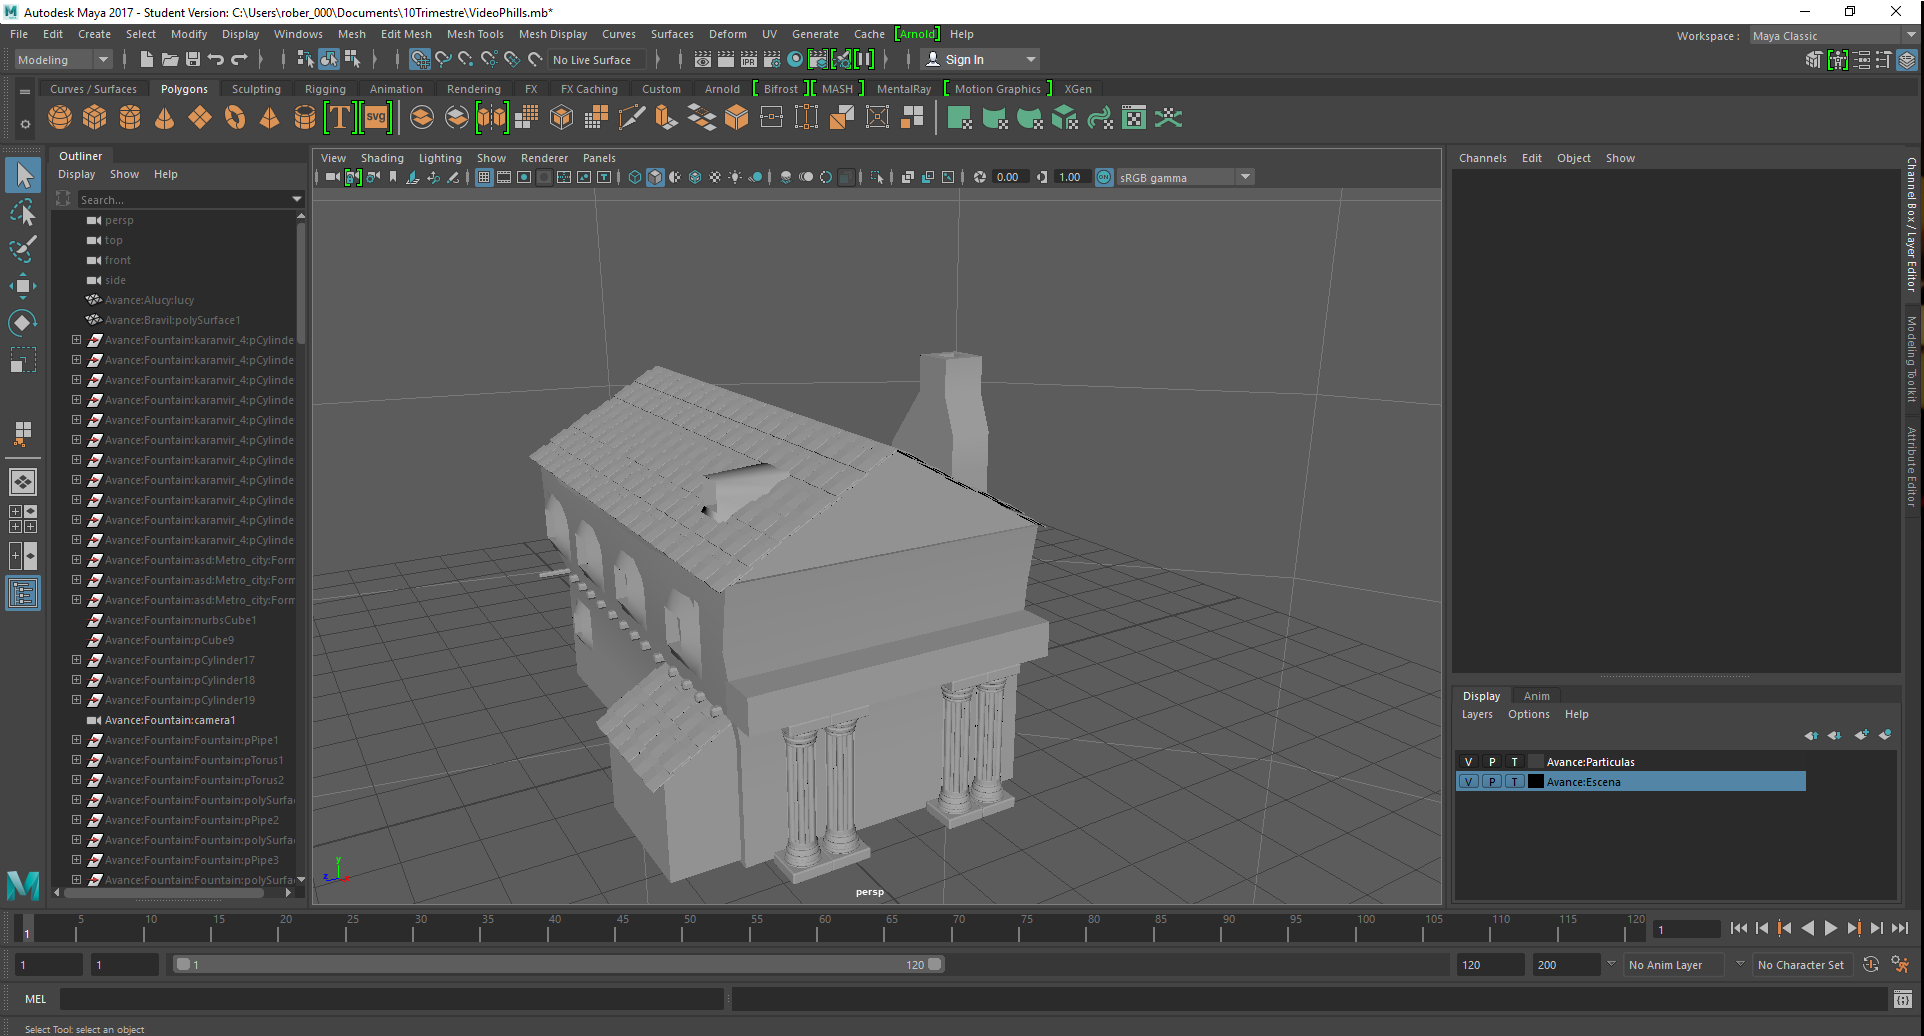 Autodesk Maya 2017 - Student Version: C:\Users\rober_000\Documents\10Trimestre\VideoPhills.mb*
File Edit Create Select Modify Display Windows Mesh Edit Mesh Mesh Tools Mesh Display Curves Surfaces Deform UV Generate Cache [Arnold] Help
Workspace : Maya Classic
Modeling No Live Surface Sign In
Curves / Surfaces Polygons Sculpting Rigging Animation Rendering FX FX Caching Custom Arnold [ Bifrost ] [ MASH ] MentalRay [ Motion Graphics ] XGen
IPR
T svg
Outliner
Display Show Help
Search...
persp
top
front
side
Avance:Alucy:lucy
Avance:Bravil:polySurface1
Avance:Fountain:karanvir_4:pCylinde
Avance:Fountain:karanvir_4:pCylinde
Avance:Fountain:karanvir_4:pCylinde
Avance:Fountain:karanvir_4:pCylinde
Avance:Fountain:karanvir_4:pCylinde
Avance:Fountain:karanvir_4:pCylinde
Avance:Fountain:karanvir_4:pCylinde
Avance:Fountain:karanvir_4:pCylinde
Avance:Fountain:karanvir_4:pCylinde
Avance:Fountain:karanvir_4:pCylinde
Avance:Fountain:karanvir_4:pCylinde
Avance:Fountain:asd:Metro_city:Form
Avance:Fountain:asd:Metro_city:Form
Avance:Fountain:asd:Metro_city:Form
Avance:Fountain:nurbsCube1
Avance:Fountain:pCube9
Avance:Fountain:pCylinder17
Avance:Fountain:pCylinder18
Avance:Fountain:pCylinder19
Avance:Fountain:camera1
Avance:Fountain:Fountain:pPipe1
Avance:Fountain:Fountain:pTorus1
Avance:Fountain:Fountain:pTorus2
Avance:Fountain:Fountain:polySurfa
Avance:Fountain:Fountain:pPipe2
Avance:Fountain:Fountain:polySurfa
Avance:Fountain:Fountain:pPipe3
Avance:Fountain:Fountain:polySurfa
View Shading Lighting Show Renderer Panels
0.00 1.00 ON sRGB gamma
y
z
persp
Channels Edit Object Show
Channel Box / Layer Editor
Modeling Toolkit
Attribute Editor
Display Anim
Layers Options Help
V P T Avance:Particulas
V P T Avance:Escena
5 10 15 20 25 30 35 40 45 50 55 60 65 70 75 80 85 90 95 100 105 110 115 120
1 1
1 1 1 120 120 200 No Anim Layer No Character Set
MEL
Select Tool: select an object